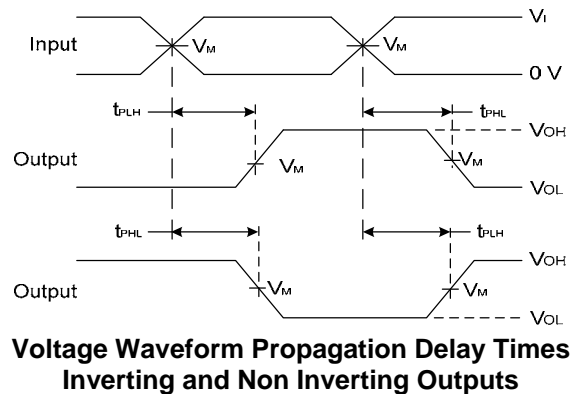 VI
Input VM VM
0 V
tPLH tPHL
VOH
Output VM VM
VOL
tPHL tPLH
VOH
Output VM VM
VOL
Voltage Waveform Propagation Delay Times
Inverting and Non Inverting Outputs